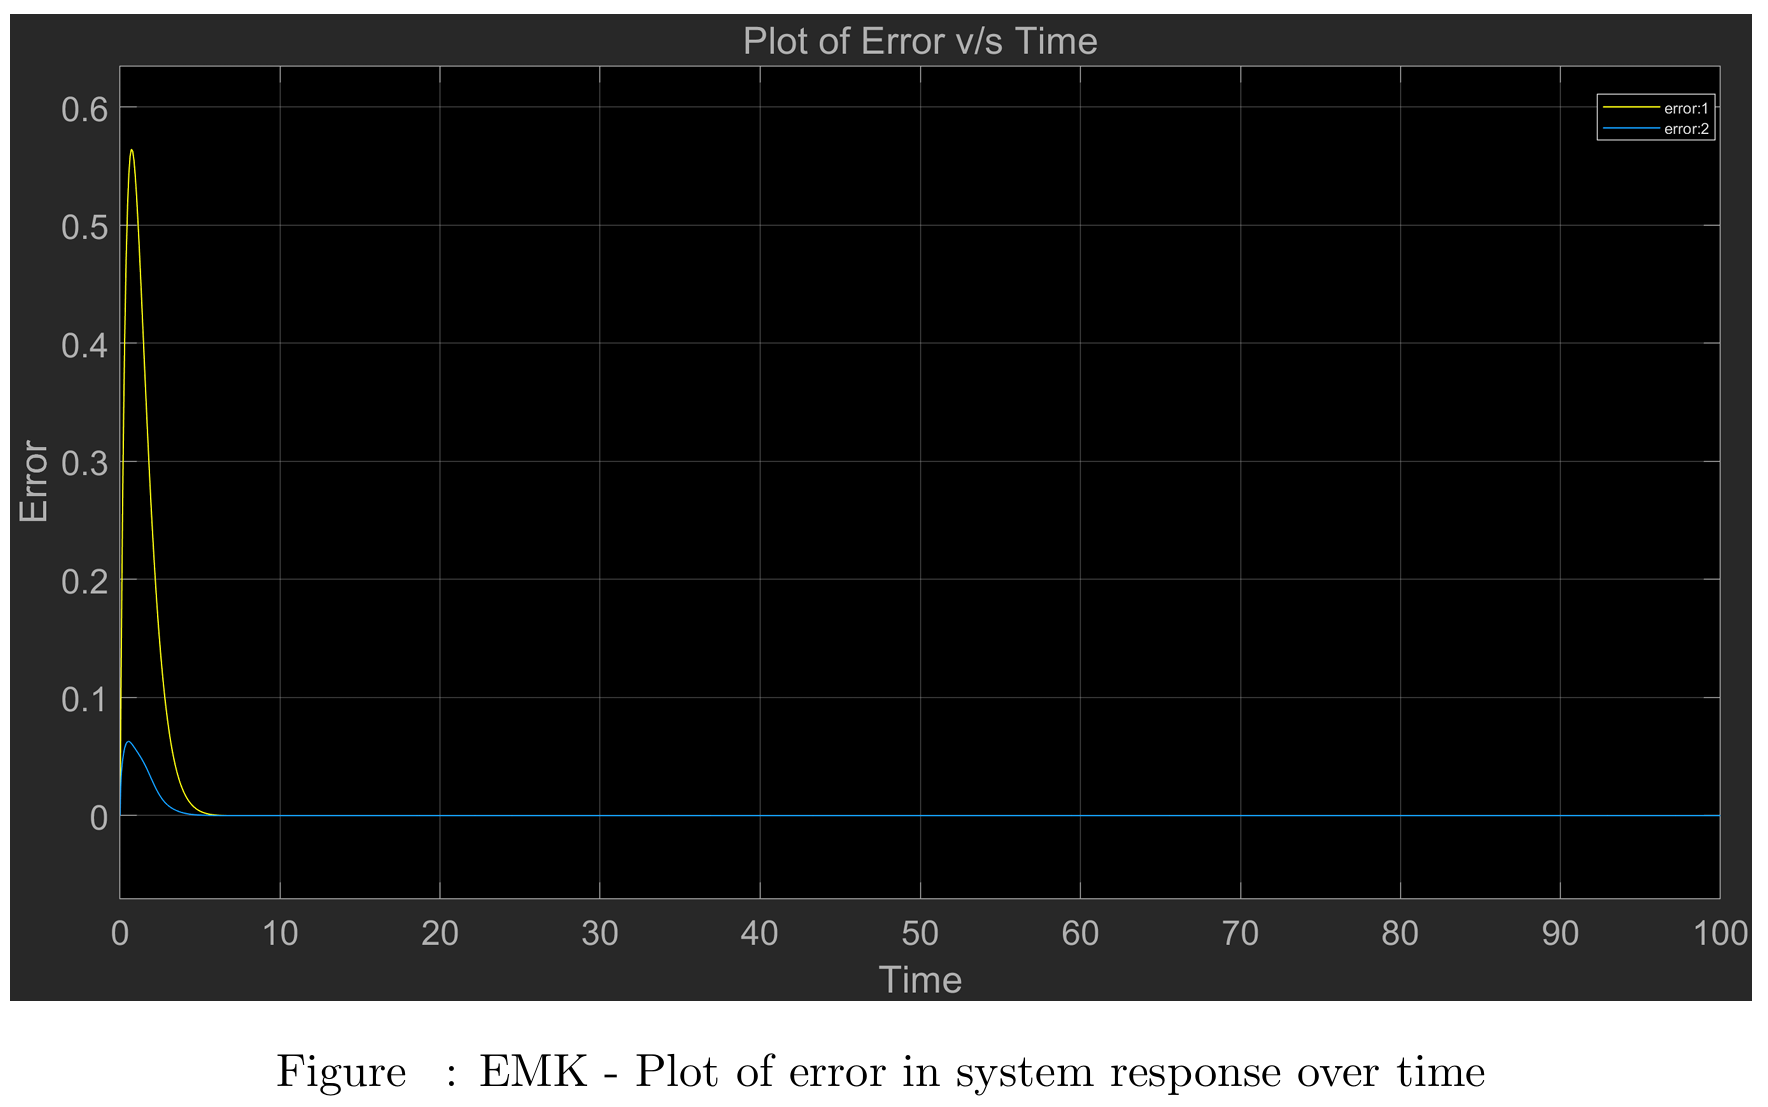 Plot of Error v/s Time
error:1
error:2
0.6
0.5
0.4
0.3
0.2
0.1
0
Error
0 10 20 30 40 50 60 70 80 90 100
Time
Figure : EMK - Plot of error in system response over time